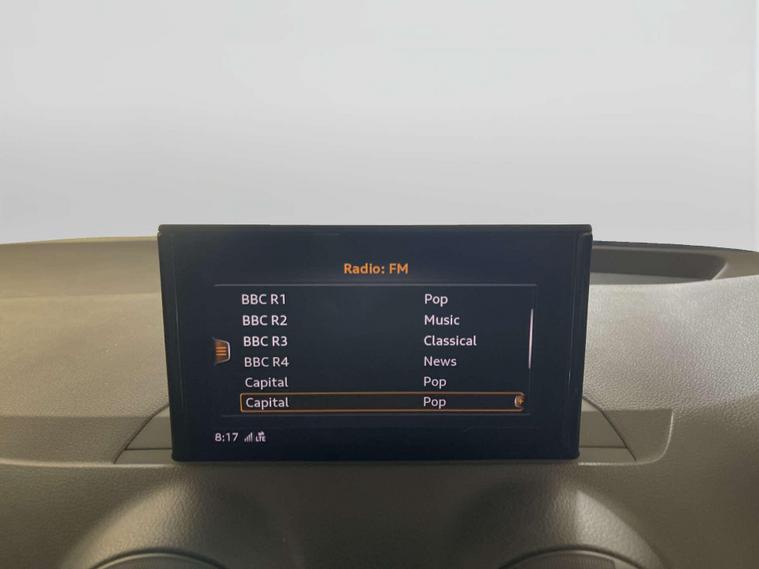 Radio: FM
BBC R1 Pop
BBC R2 Music
BBC R3 Classical
BBC R4 News
Capital Pop
Capital Pop
8:17 LTE